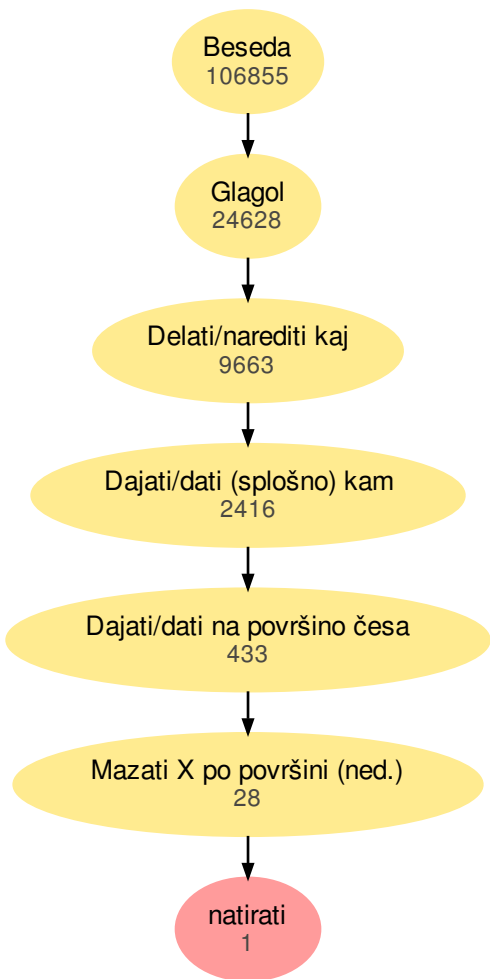 Beseda
106855
Glagol
24628
Delati/narediti kaj
9663
Dajati/dati (splošno) kam
2416
Dajati/dati na površino česa
433
Mazati X po površini (ned.)
28
natirati
1